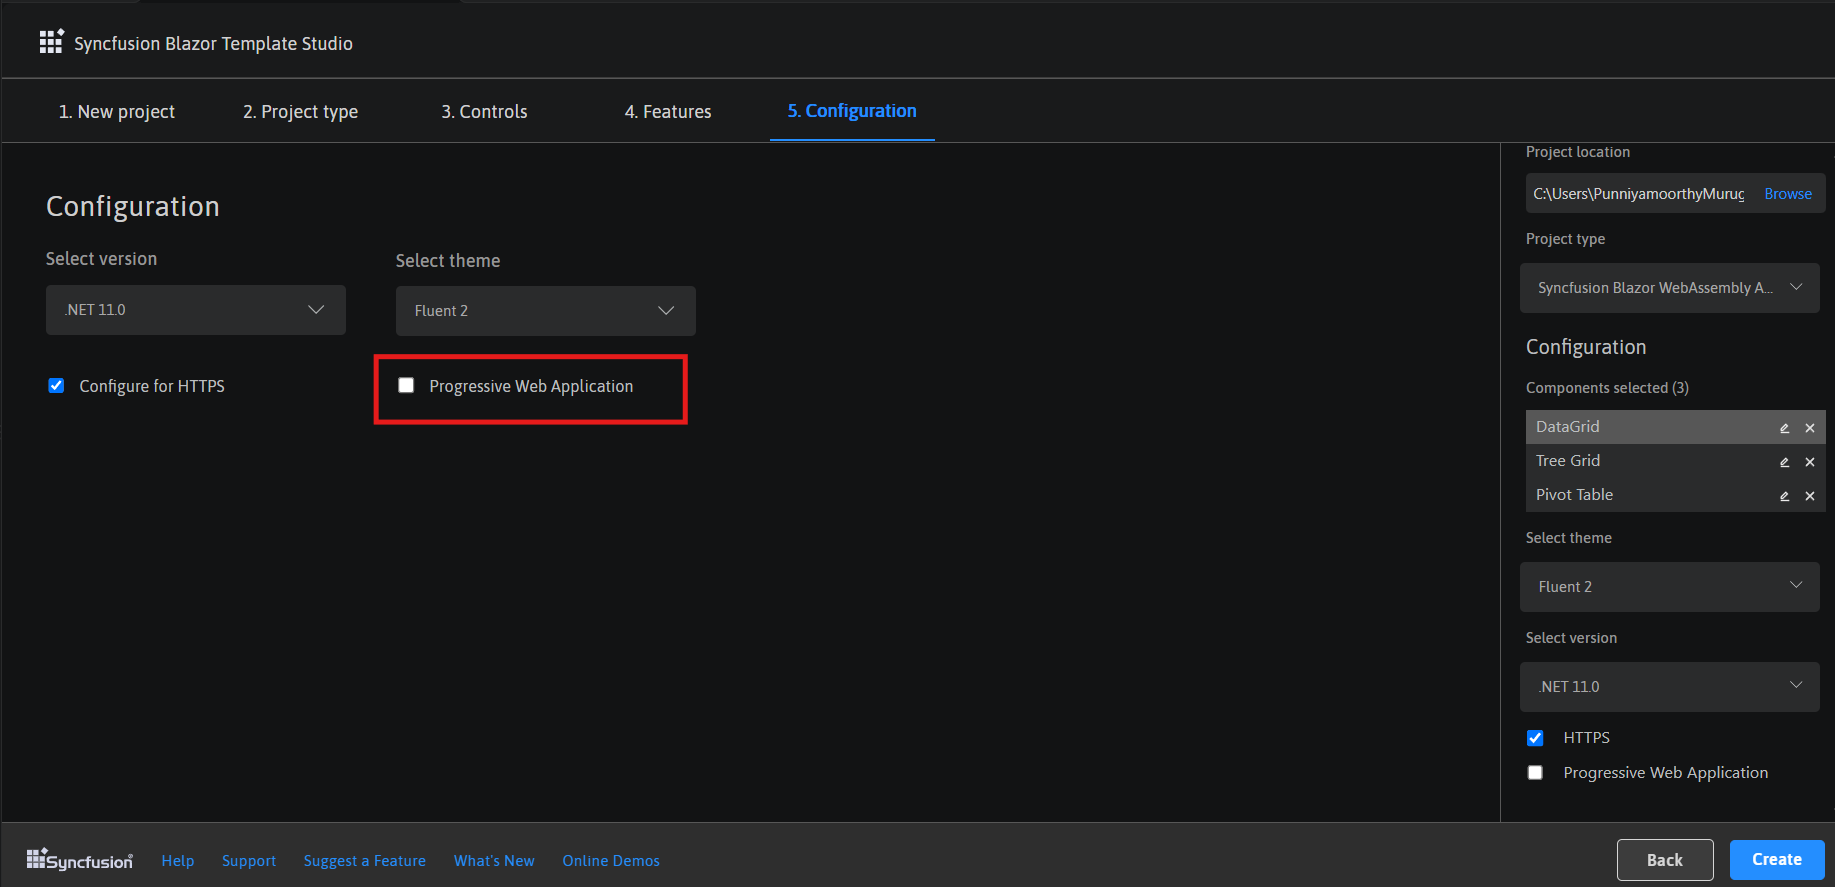 Syncfusion Blazor Template Studio
1. New project
2. Project type
3. Controls
4. Features
5. Configuration
Configuration
Select version
Select theme
.NET 11.0
Fluent 2
Configure for HTTPS
Progressive Web Application
Project location
C:\Users\PunniyamoorthyMurug
Browse
Project type
Syncfusion Blazor WebAssembly A...
Configuration
Components selected (3)
DataGrid
Tree Grid
Pivot Table
Select theme
Fluent 2
Select version
.NET 11.0
HTTPS
Progressive Web Application
Syncfusion®
Help
Support
Suggest a Feature
What's New
Online Demos
Back
Create